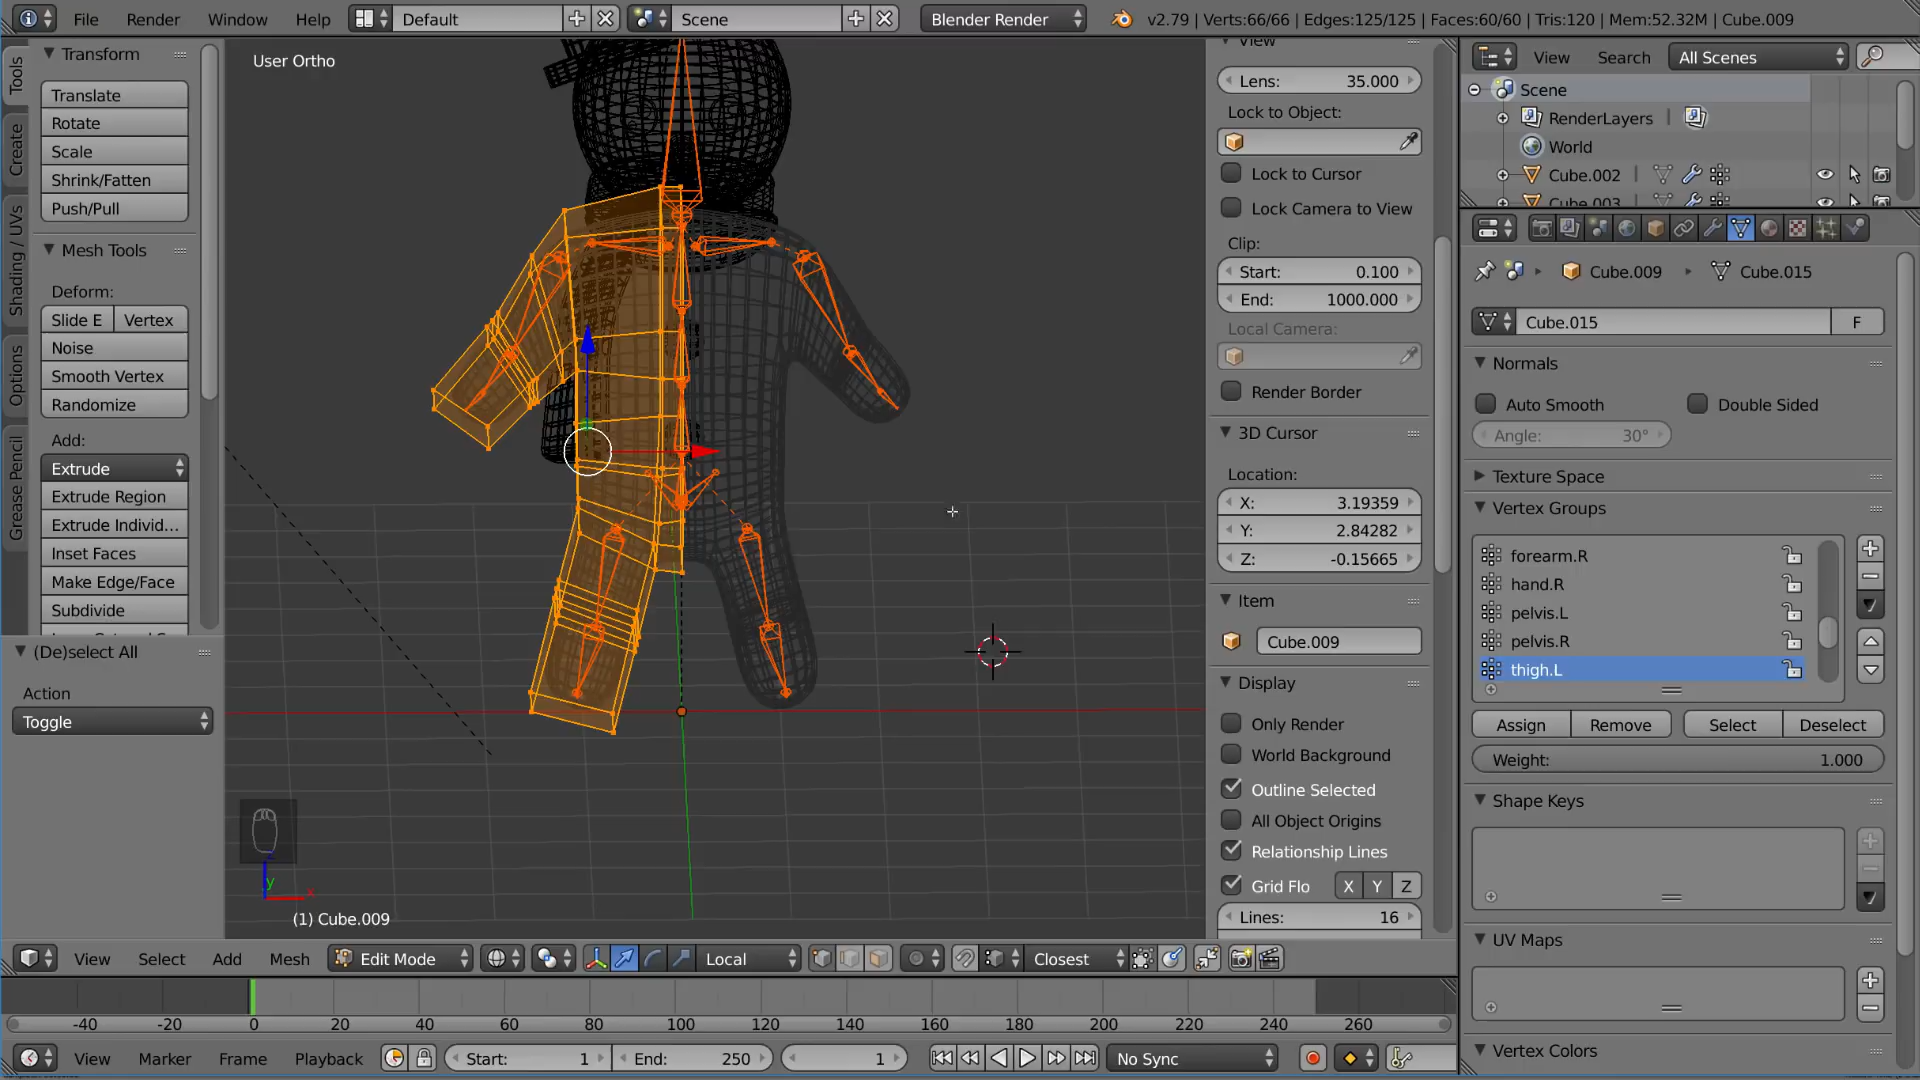 File Render Window Help Default Scene Blender Render v2.79 | Verts:66/66 | Edges:125/125 | Faces:60/60 | Tris:120 | Mem:52.32M | Cube.009
Tools
Create
Shading / UVs
Options
Grease Pencil
Transform
Translate
Rotate
Scale
Shrink/Fatten
Push/Pull
Mesh Tools
Deform:
Slide E Vertex
Noise
Smooth Vertex
Randomize
Add:
Extrude
Extrude Region
Extrude Individ...
Inset Faces
Make Edge/Face
Subdivide
(De)select All
Action
Toggle
User Ortho
z
y
x
(1) Cube.009
View
Lens: 35.000
Lock to Object:
Lock to Cursor
Lock Camera to View
Clip:
Start: 0.100
End: 1000.000
Local Camera:
Render Border
3D Cursor
Location:
X: 3.19359
Y: 2.84282
Z: -0.15665
Item
Cube.009
Display
Only Render
World Background
Outline Selected
All Object Origins
Relationship Lines
Grid Flo X Y Z
Lines: 16
View Search All Scenes
Scene
RenderLayers
World
Cube.002
Cube.003
Cube.009 Cube.015
Cube.015 F
Normals
Auto Smooth Double Sided
Angle: 30°
Texture Space
Vertex Groups
forearm.R
hand.R
pelvis.L
pelvis.R
thigh.L
Assign Remove Select Deselect
Weight: 1.000
Shape Keys
UV Maps
Vertex Colors
View Select Add Mesh Edit Mode Local Closest
-40 -20 0 20 40 60 80 100 120 140 160 180 200 220 240 260
View Marker Frame Playback Start: 1 End: 250 1 No Sync